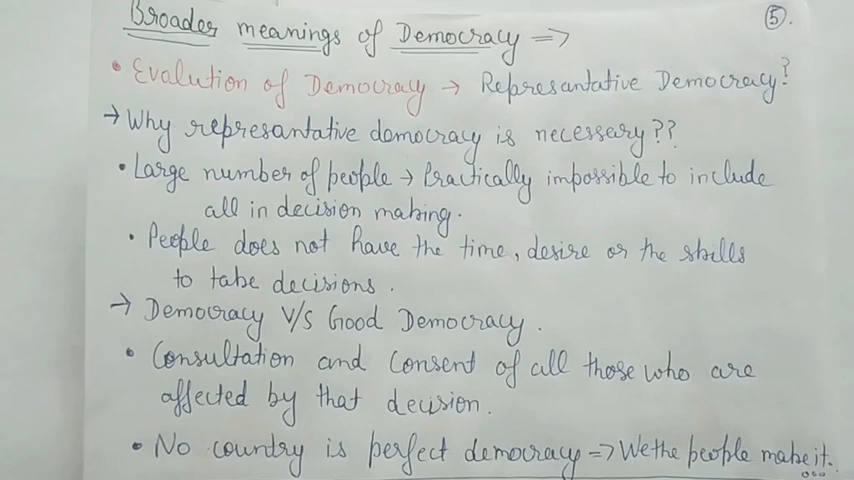 Broader meanings of Democracy ⇒ ⑤.
• Evalution of Democracy → Represantative Democracy?
→ Why represantative democracy is necessary??
• Large number of people → Practically impossible to include
all in decision making.
• People does not have the time, desire or the skills
to take decisions.
→ Democracy V/S Good Democracy.
• Consultation and Consent of all those who are
affected by that decision.
• No country is perfect democracy ⇒ We the people make it....